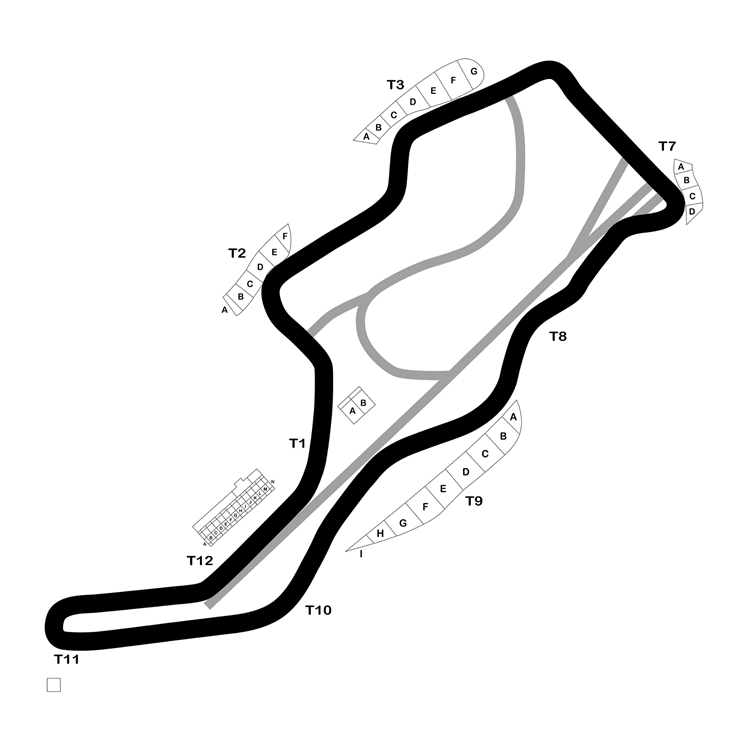 T3
A B C D E F G
T7
A
B
C
D
T2
A B C D E F
T8
A B
T1
A B C D E F G H I
T9
T12
T10
T11